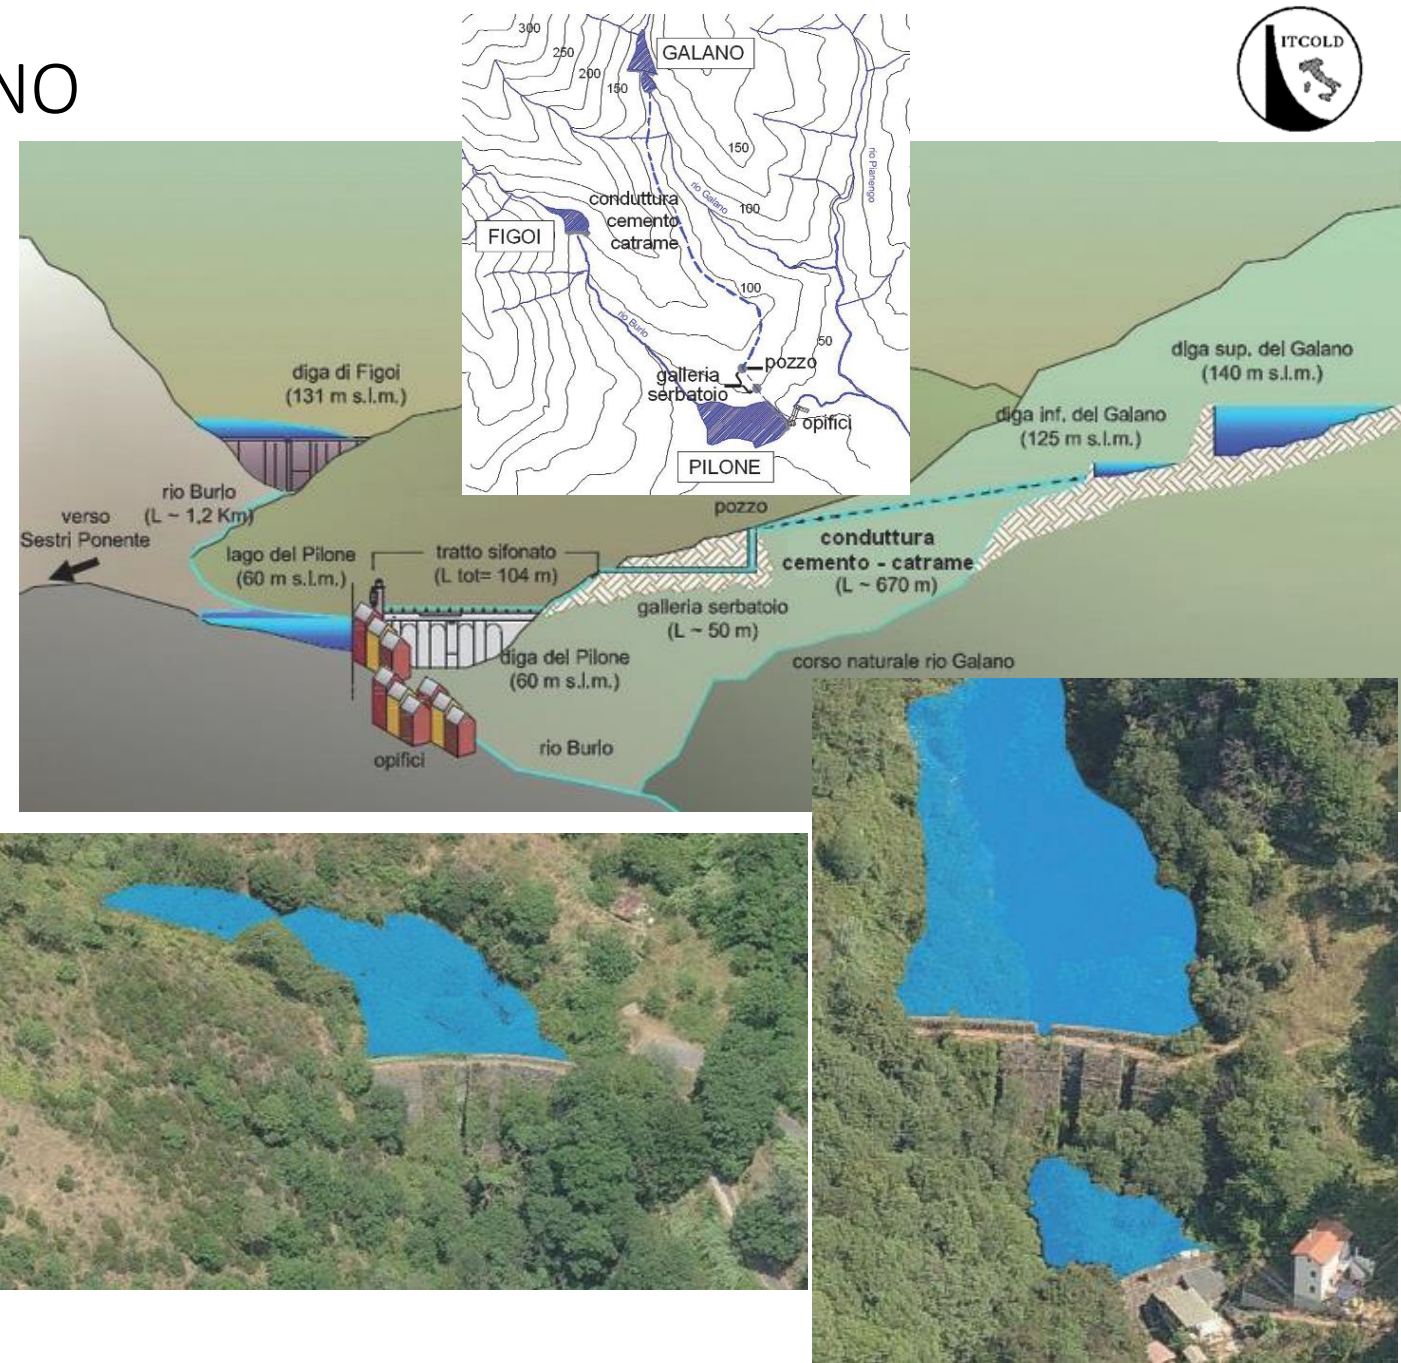 NO
ITCOLD
300
250
200
150
GALANO
150
rio Pianengo
rio Galano
100
conduttura
cemento
catrame
FIGOI
100
rio Burlo
50
pozzo
galleria
serbatoio
opifici
PILONE
diga di Figoi
(131 m s.l.m.)
diga sup. del Galano
(140 m s.l.m.)
diga inf. del Galano
(125 m s.l.m.)
rio Burlo
(L ~ 1,2 Km)
verso
Sestri Ponente
pozzo
lago del Pilone
(60 m s.l.m.)
tratto sifonato
(L tot= 104 m)
conduttura
cemento - catrame
(L ~ 670 m)
galleria serbatoio
(L ~ 50 m)
diga del Pilone
(60 m s.l.m.)
corso naturale rio Galano
opifici
rio Burlo